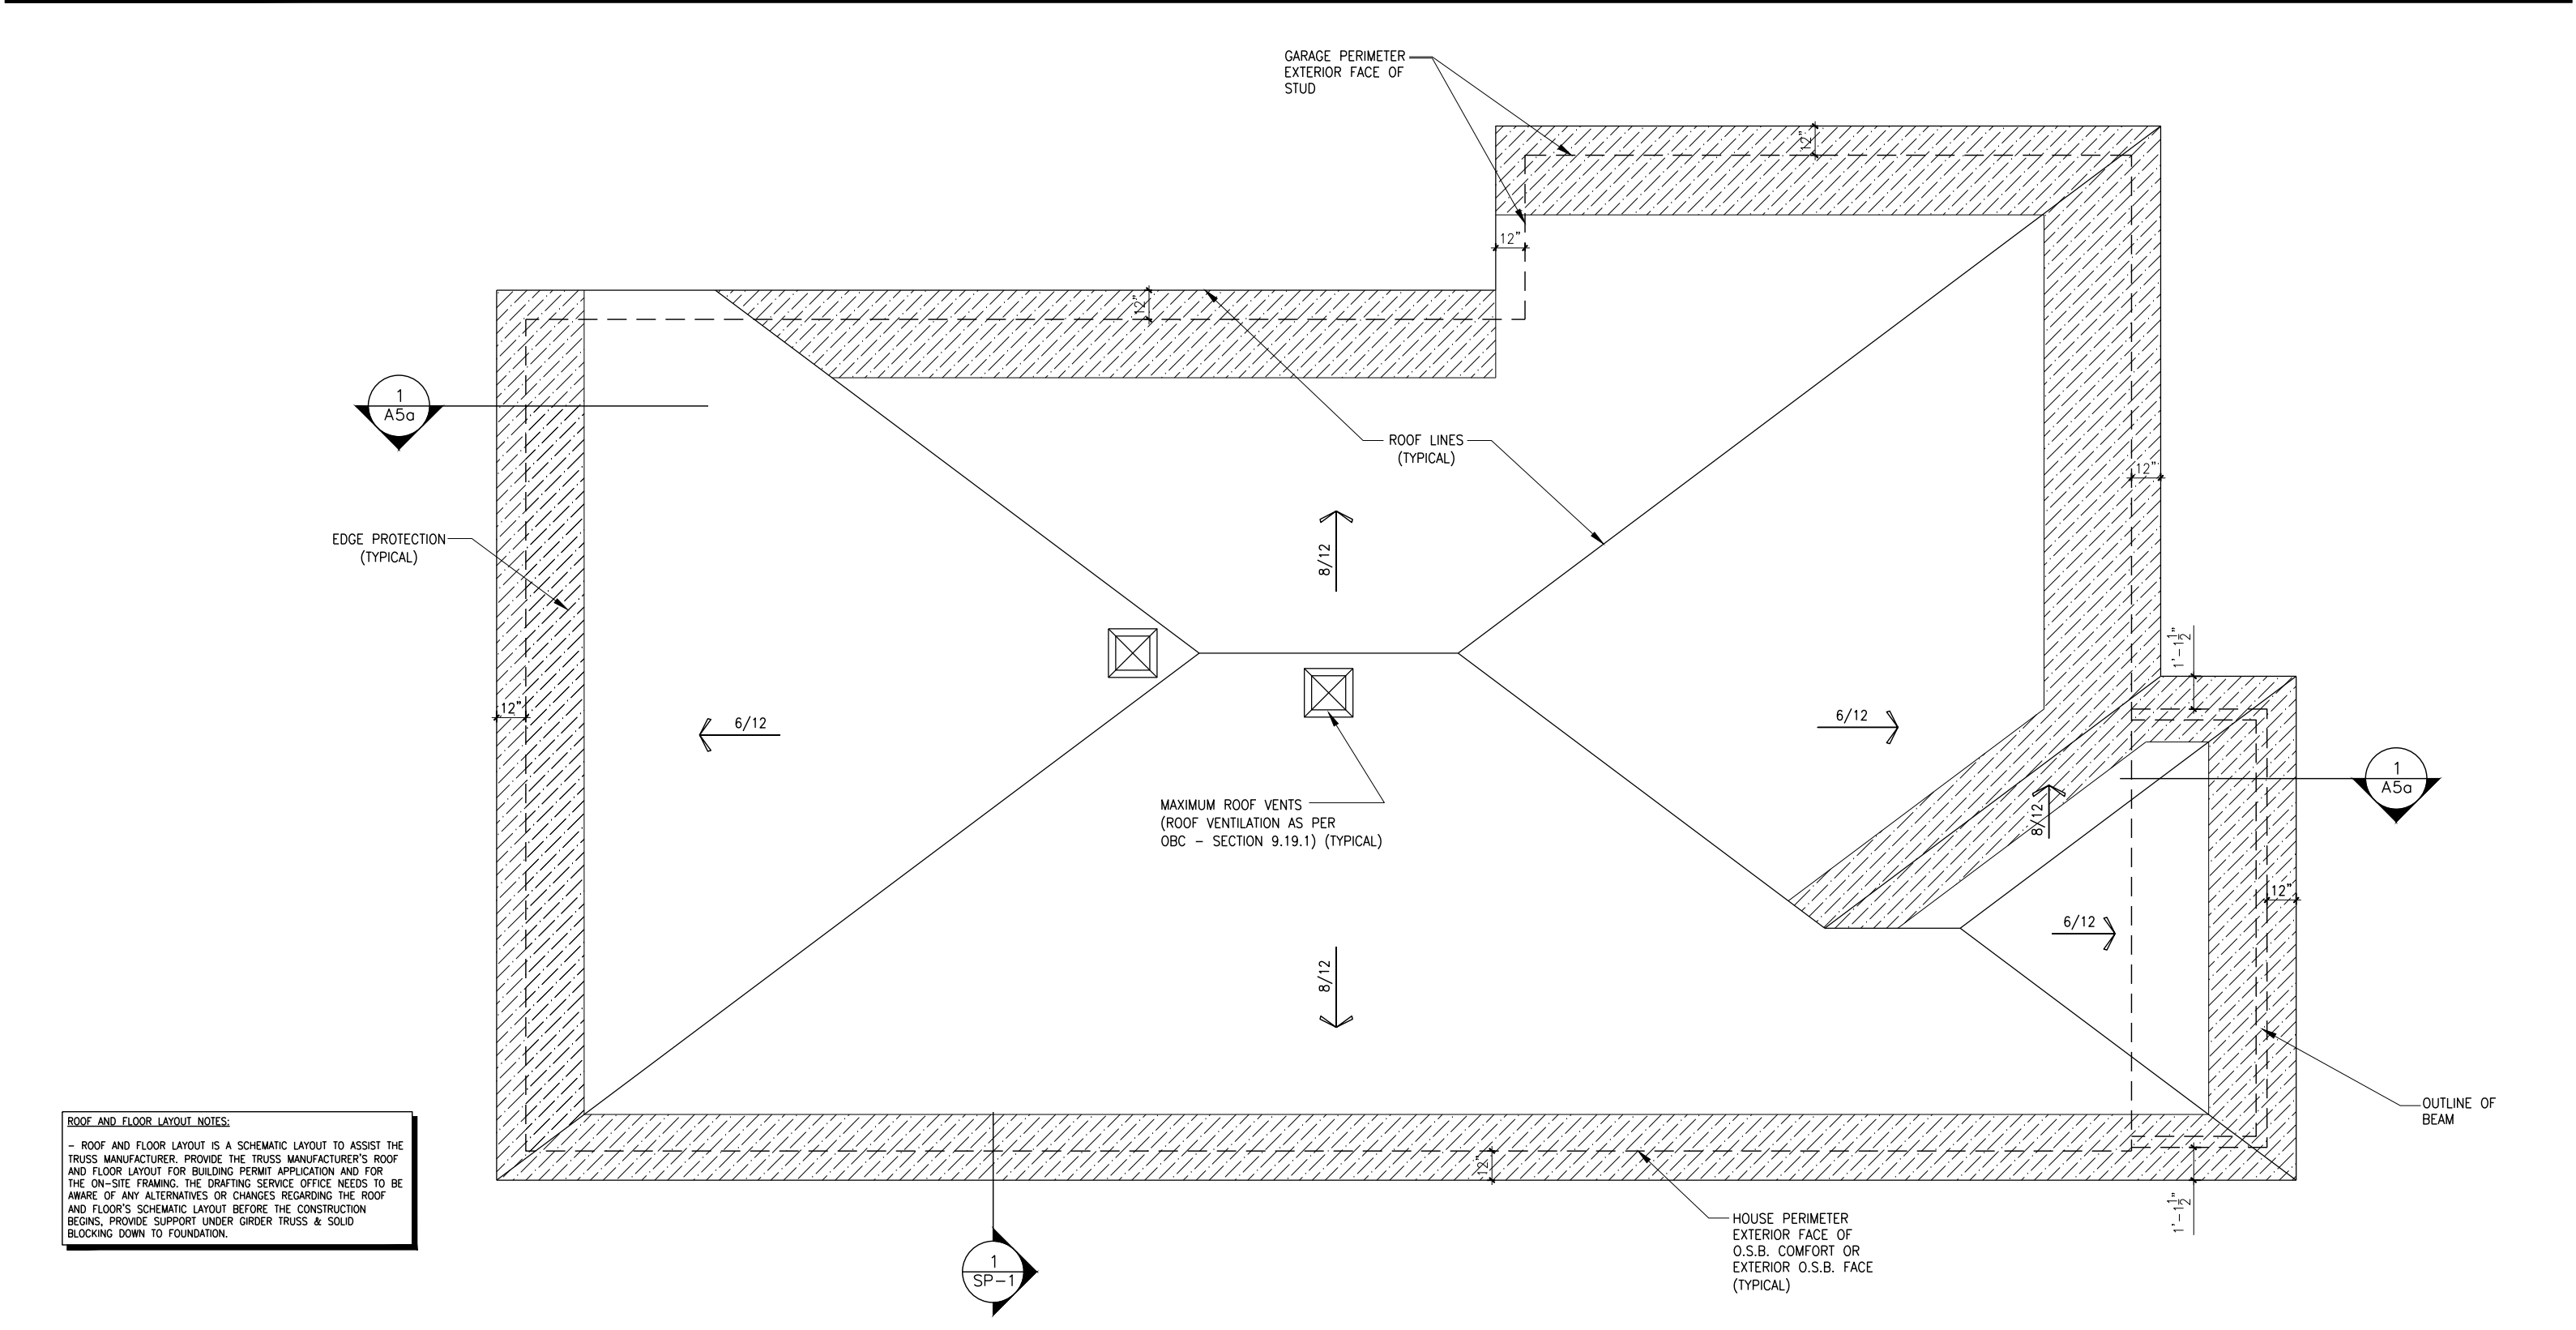 GARAGE PERIMETER
EXTERIOR FACE OF
STUD
12"
12"
12"
1
A5a
ROOF LINES
(TYPICAL)
12"
EDGE PROTECTION
(TYPICAL)
8/12
1'-1 1/2"
12"
6/12
6/12
1
A5a
MAXIMUM ROOF VENTS
(ROOF VENTILATION AS PER
OBC - SECTION 9.19.1) (TYPICAL)
8/12
12"
6/12
8/12
OUTLINE OF
BEAM
ROOF AND FLOOR LAYOUT NOTES:
- ROOF AND FLOOR LAYOUT IS A SCHEMATIC LAYOUT TO ASSIST THE
TRUSS MANUFACTURER. PROVIDE THE TRUSS MANUFACTURER'S ROOF
AND FLOOR LAYOUT FOR BUILDING PERMIT APPLICATION AND FOR
THE ON-SITE FRAMING. THE DRAFTING SERVICE OFFICE NEEDS TO BE
AWARE OF ANY ALTERNATIVES OR CHANGES REGARDING THE ROOF
AND FLOOR'S SCHEMATIC LAYOUT BEFORE THE CONSTRUCTION
BEGINS, PROVIDE SUPPORT UNDER GIRDER TRUSS & SOLID
BLOCKING DOWN TO FOUNDATION.
12"
1'-1 1/2"
HOUSE PERIMETER
EXTERIOR FACE OF
O.S.B. COMFORT OR
EXTERIOR O.S.B. FACE
(TYPICAL)
1
SP-1